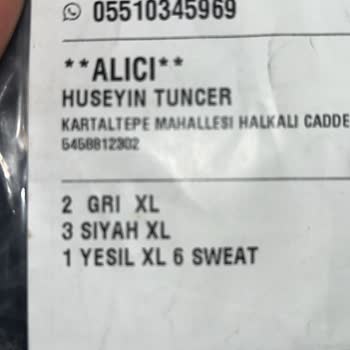 05510345969
**ALICI**
HUSEYIN TUNCER
KARTALTEPE MAHALLESI HALKALI CADDE
5458812302
2 GRI XL
3 SIYAH XL
1 YESIL XL 6 SWEAT